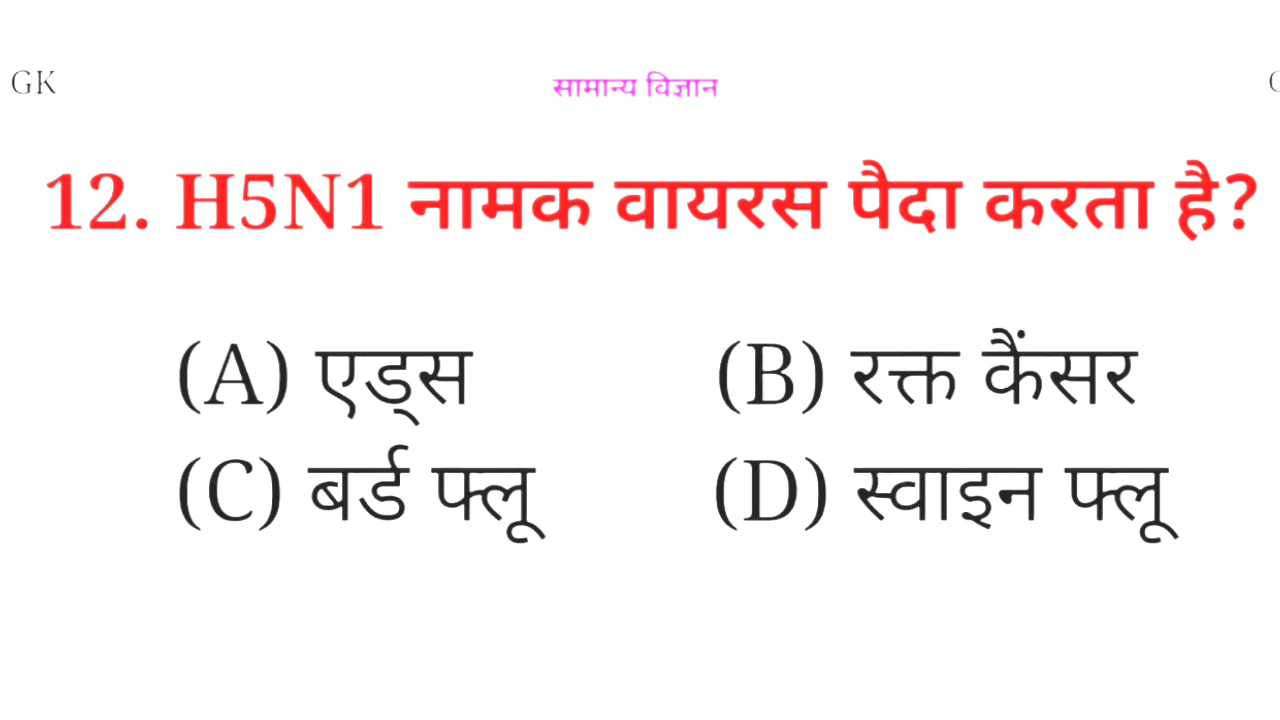 GK
सामान्य विज्ञान
12. H5N1 नामक वायरस पैदा करता है?
(A) एड्स (B) रक्त कैंसर
(C) बर्ड फ्लू (D) स्वाइन फ्लू